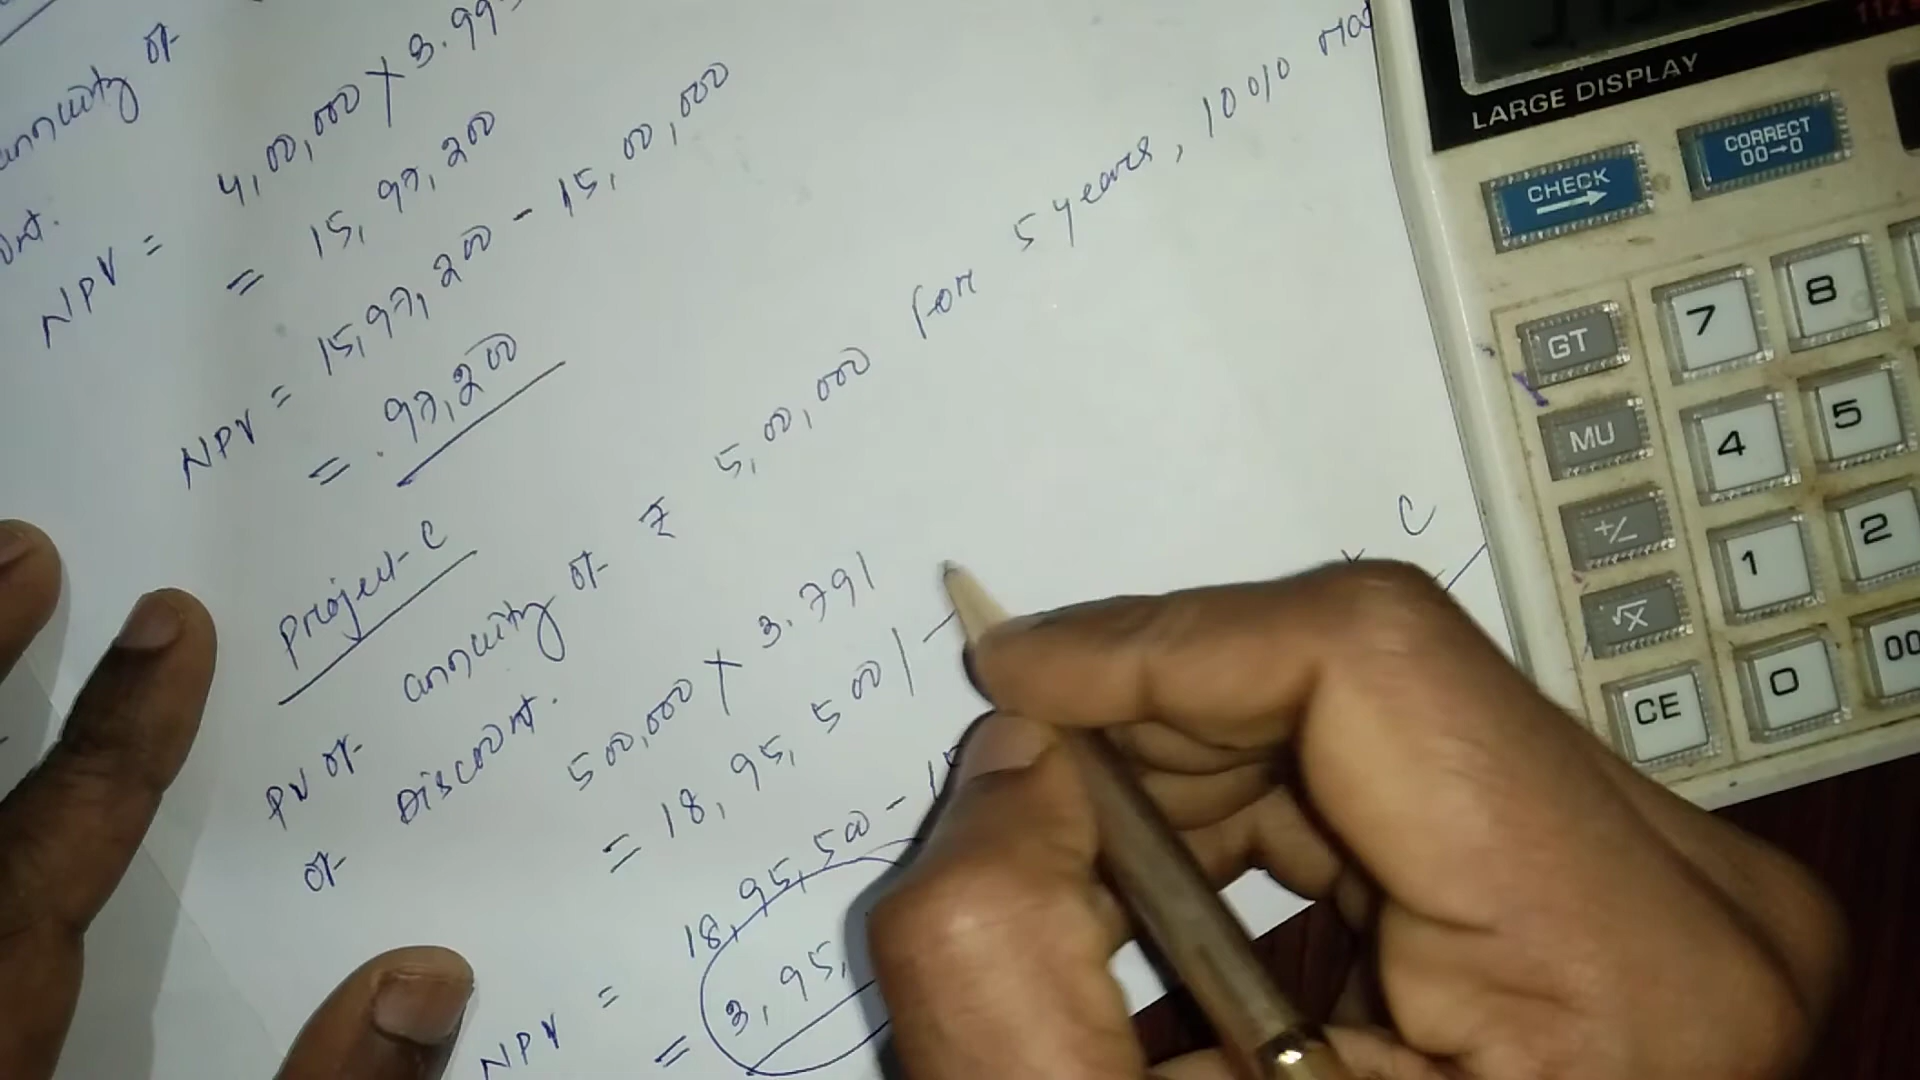 annuity of
4,00,000 × 3.99
= 15,97,200
NPV =
NPV = 15,97,200 - 15,00,000
= 97,200
Project-C
PV of annuity of ₹ 5,00,000 for 5 years, 10%
of Discount.
500,000 × 3.791
= 18,95,500/-
C
NPV = 18,95,500 -
= 3,95,
LARGE DISPLAY
112
CHECK
CORRECT
00→0
GT
7
8
MU
4
5
+/-
1
2
√x
CE
0
00